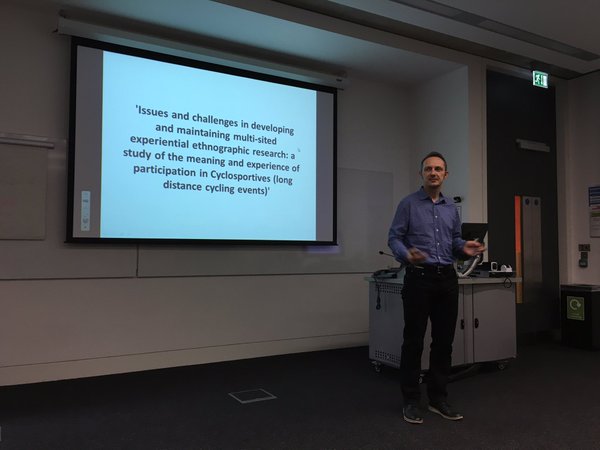 'Issues and challenges in developing
and maintaining multi-sited
experiential ethnographic research: a
study of the meaning and experience of
participation in Cyclosportives (long
distance cycling events)'